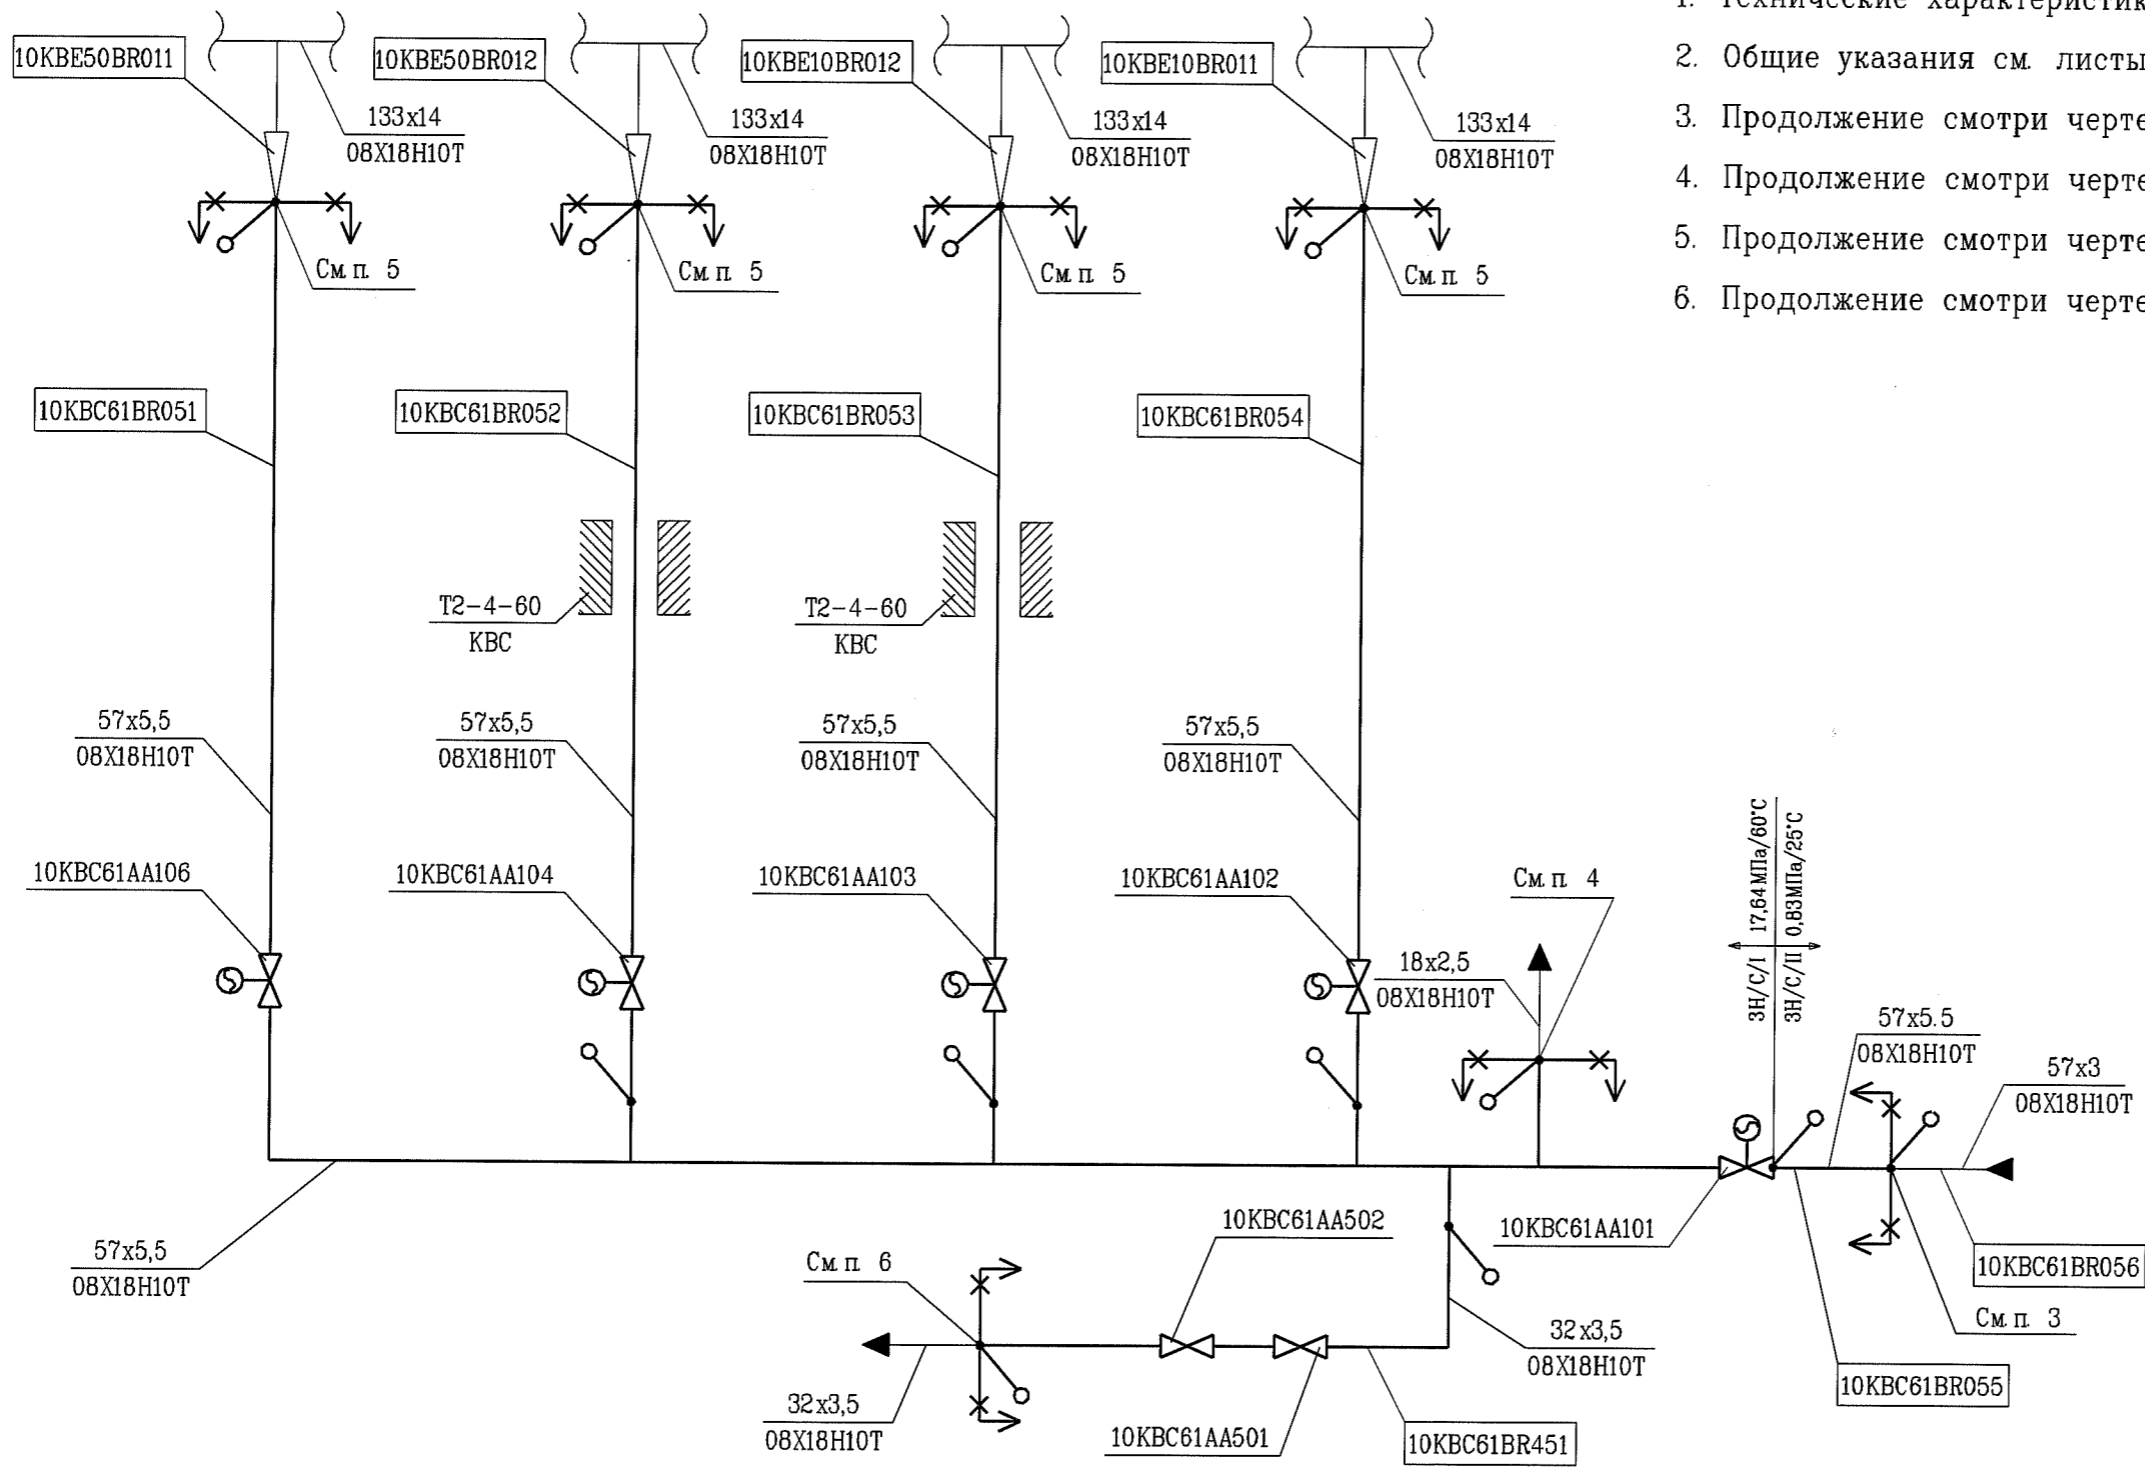 1. Технические характеристик
2. Общие указания см. листы
3. Продолжение смотри черте
4. Продолжение смотри черте
5. Продолжение смотри черте
6. Продолжение смотри черте
10KBE50BR011
10KBE50BR012
10KBE10BR012
10KBE10BR011
133x14
08X18H10T
133x14
08X18H10T
133x14
08X18H10T
133x14
08X18H10T
См.п. 5
См.п. 5
См.п. 5
См.п. 5
10KBC61BR051
10KBC61BR052
10KBC61BR053
10KBC61BR054
T2-4-60
KBC
T2-4-60
KBC
57x5,5
08X18H10T
57x5,5
08X18H10T
57x5,5
08X18H10T
57x5,5
08X18H10T
10KBC61AA106
10KBC61AA104
10KBC61AA103
10KBC61AA102
См.п. 4
18x2,5
08X18H10T
3Н/С/I 17,64МПа/60°С
3Н/С/II 0,83МПа/25°С
57x5.5
08X18H10T
57x3
08X18H10T
57x5,5
08X18H10T
10KBC61AA502
10KBC61AA101
10KBC61BR056
См.п. 6
См.п. 3
32x3,5
08X18H10T
10KBC61BR055
32x3,5
08X18H10T
10KBC61AA501
10KBC61BR451